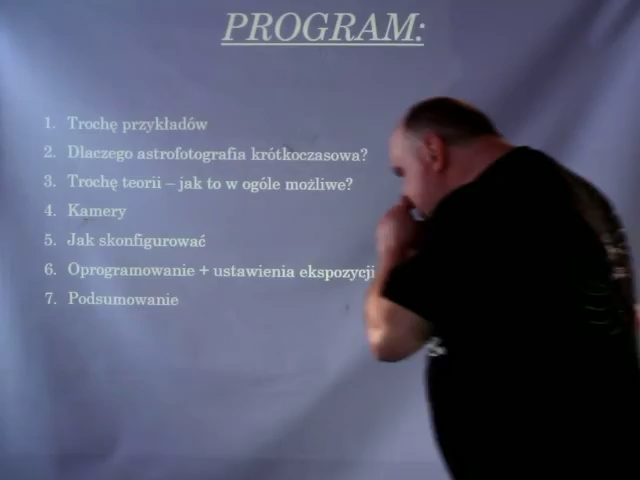 PROGRAM:
1. Trochę przykładów
2. Dlaczego astrofotografia krótkoczasowa?
3. Trochę teorii – jak to w ogóle możliwe?
4. Kamery
5. Jak skonfigurować
6. Oprogramowanie + ustawienia ekspozycji
7. Podsumowanie